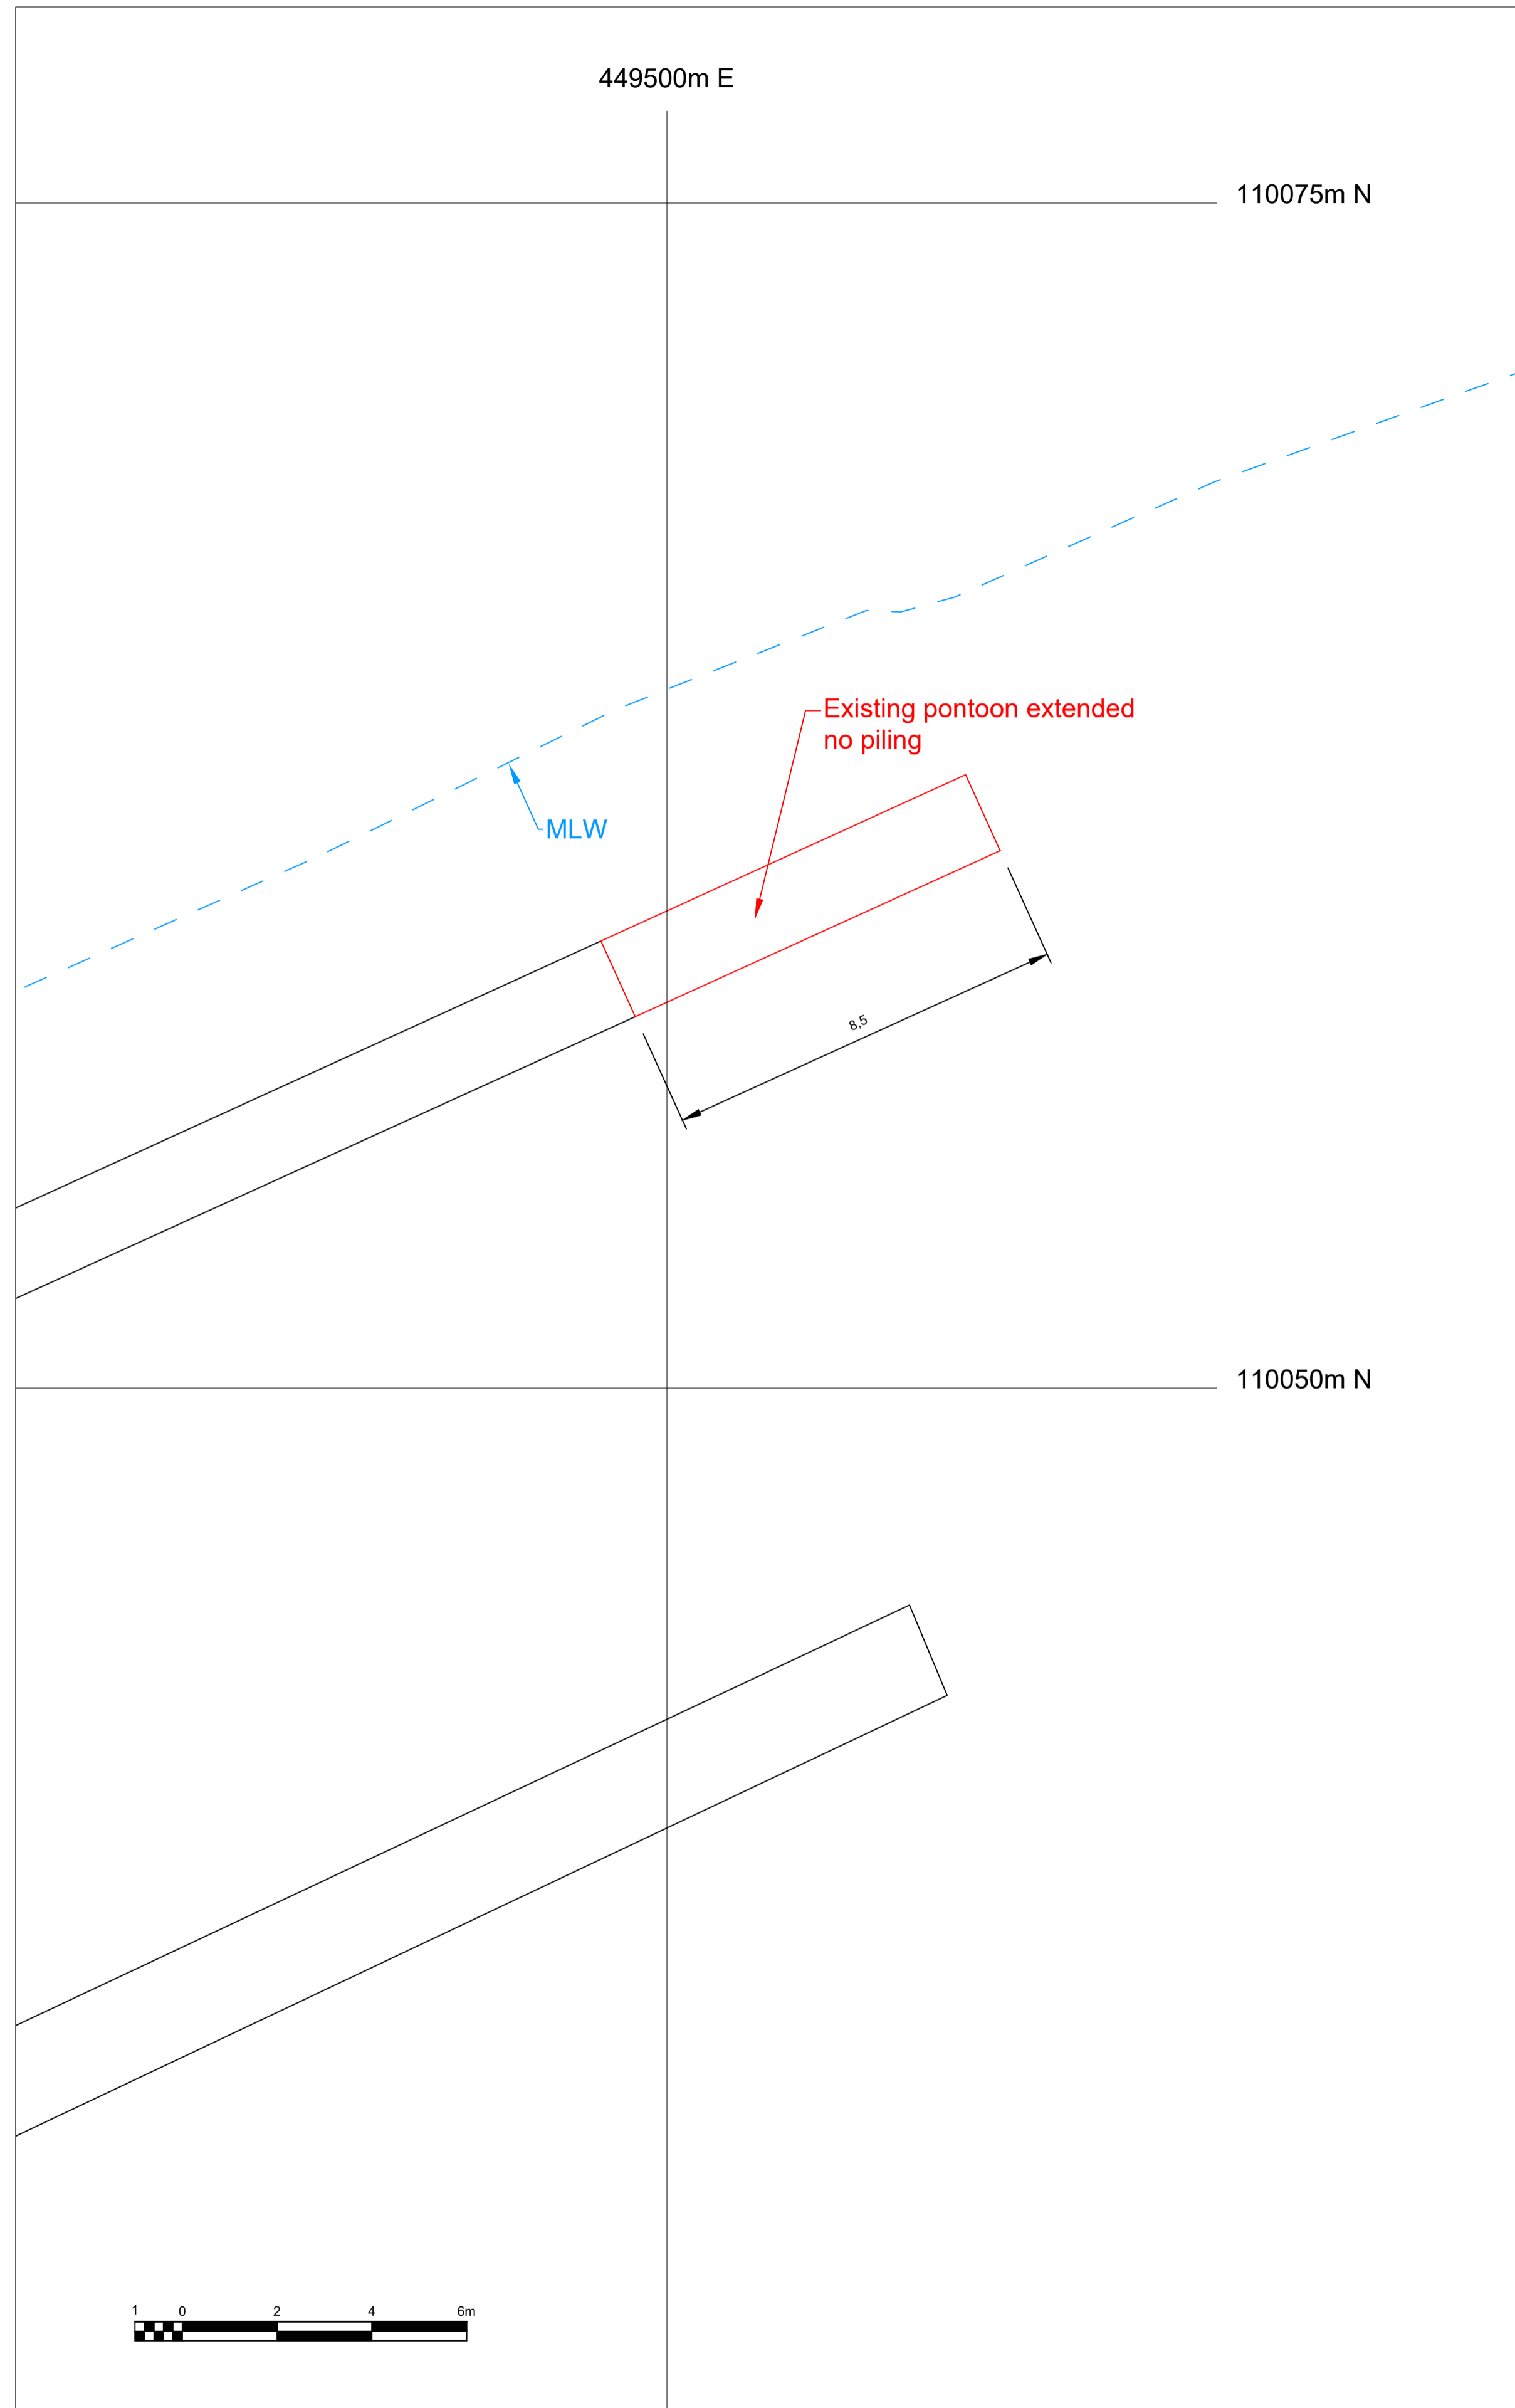 449500m E
110075m N
Existing pontoon extended
no piling
MLW
8,5
110050m N
1 0 2 4 6m